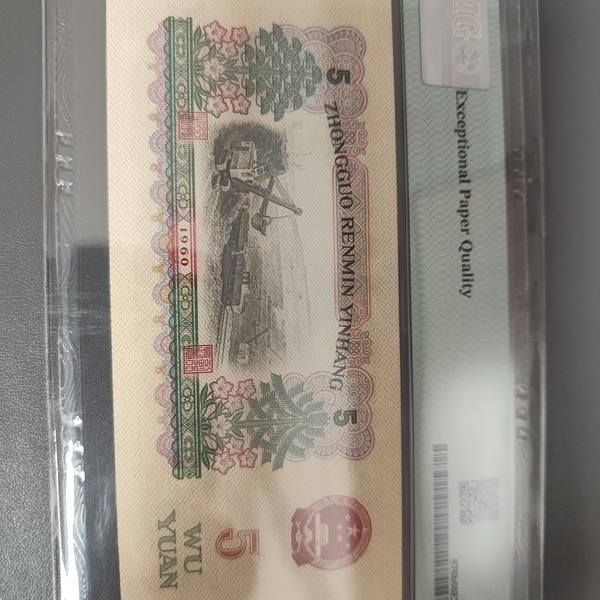 Exceptional Paper Quality
5
ZHONGGUO RENMIN YINHANG
5
1960
5
WU
YUAN